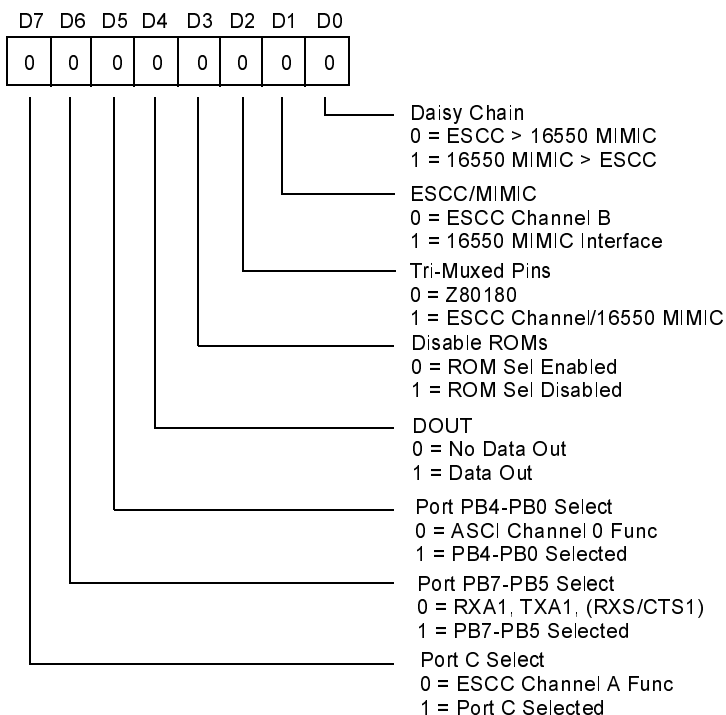 D7 D6 D5 D4 D3 D2 D1 D0
0 0 0 0 0 0 0 0
Daisy Chain
0 = ESCC > 16550 MIMIC
1 = 16550 MIMIC > ESCC
ESCC/MIMIC
0 = ESCC Channel B
1 = 16550 MIMIC Interface
Tri-Muxed Pins
0 = Z80180
1 = ESCC Channel/16550 MIMIC
Disable ROMs
0 = ROM Sel Enabled
1 = ROM Sel Disabled
DOUT
0 = No Data Out
1 = Data Out
Port PB4-PB0 Select
0 = ASCI Channel 0 Func
1 = PB4-PB0 Selected
Port PB7-PB5 Select
0 = RXA1, TXA1, (RXS/CTS1)
1 = PB7-PB5 Selected
Port C Select
0 = ESCC Channel A Func
1 = Port C Selected